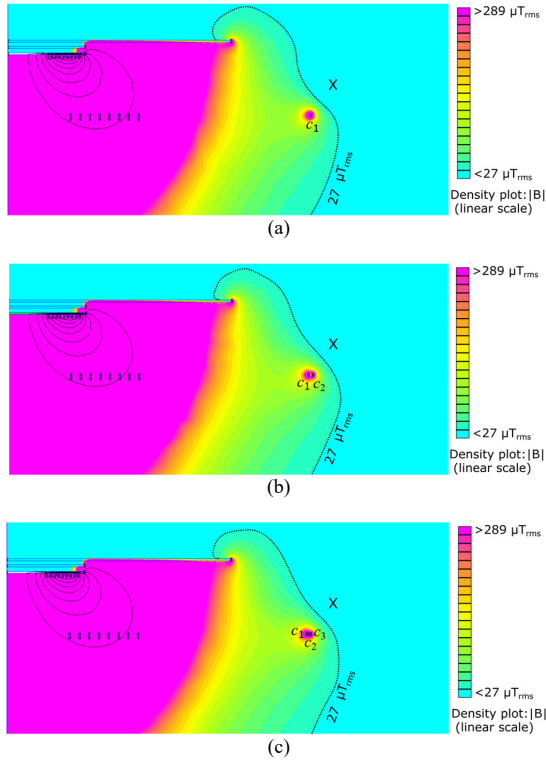 >289 μTrms
X
c1
<27 μTrms
27 μTrms
Density plot:|B|
(linear scale)
(a)
>289 μTrms
X
c1 c2
<27 μTrms
27 μTrms
Density plot:|B|
(linear scale)
(b)
>289 μTrms
X
c1 c3
c2
<27 μTrms
27 μTrms
Density plot:|B|
(linear scale)
(c)